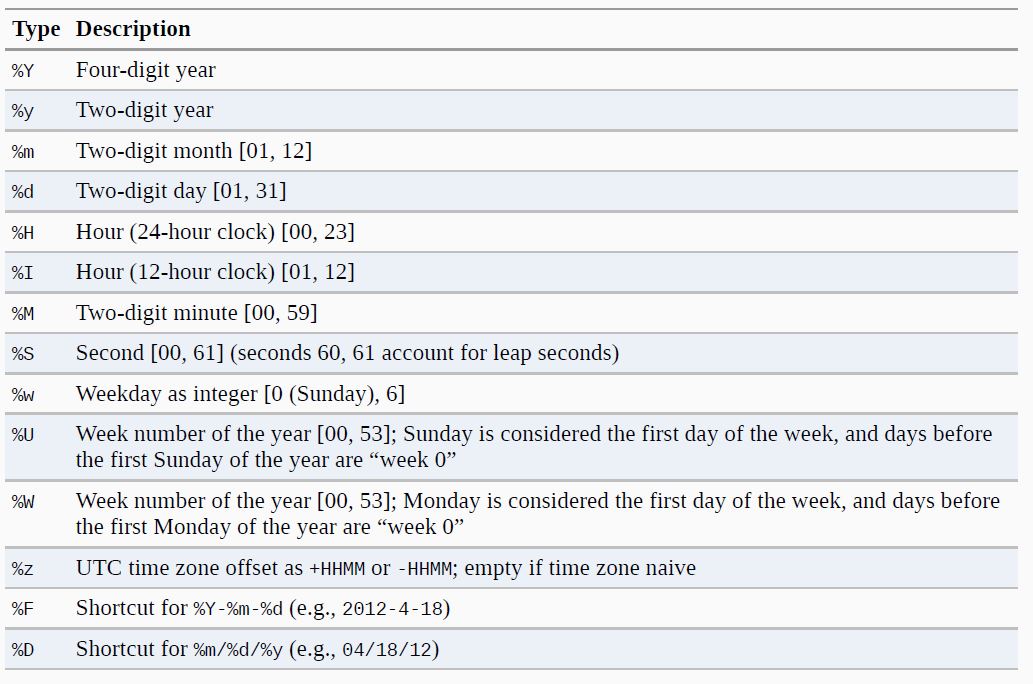 Type Description
%Y Four-digit year
%y Two-digit year
%m Two-digit month [01, 12]
%d Two-digit day [01, 31]
%H Hour (24-hour clock) [00, 23]
%I Hour (12-hour clock) [01, 12]
%M Two-digit minute [00, 59]
%S Second [00, 61] (seconds 60, 61 account for leap seconds)
%w Weekday as integer [0 (Sunday), 6]
%U Week number of the year [00, 53]; Sunday is considered the first day of the week, and days before
the first Sunday of the year are “week 0”
%W Week number of the year [00, 53]; Monday is considered the first day of the week, and days before
the first Monday of the year are “week 0”
%z UTC time zone offset as +HHMM or -HHMM; empty if time zone naive
%F Shortcut for %Y-%m-%d (e.g., 2012-4-18)
%D Shortcut for %m/%d/%y (e.g., 04/18/12)